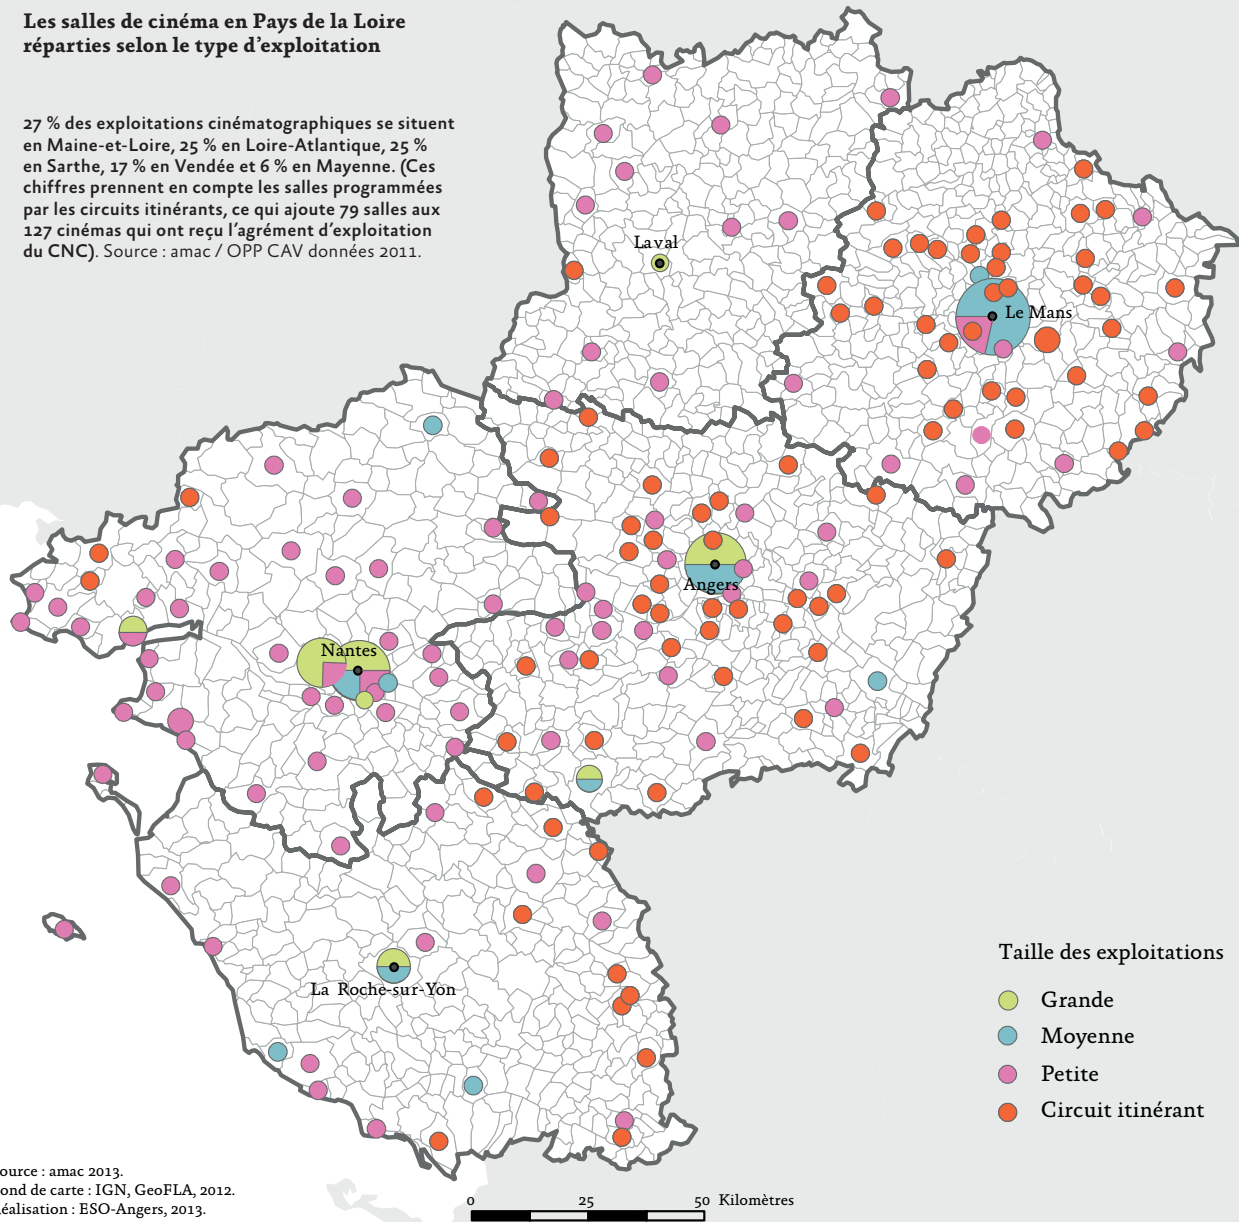 Les salles de cinéma en Pays de la Loire
réparties selon le type d'exploitation
27 % des exploitations cinématographiques se situent
en Maine-et-Loire, 25 % en Loire-Atlantique, 25 %
en Sarthe, 17 % en Vendée et 6 % en Mayenne. (Ces
chiffres prennent en compte les salles programmées
par les circuits itinérants, ce qui ajoute 79 salles aux
127 cinémas qui ont reçu l'agrément d'exploitation
du CNC). Source : amac / OPP CAV données 2011.
Laval
Le Mans
Angers
Nantes
La Roche-sur-Yon
Taille des exploitations
Grande
Moyenne
Petite
Circuit itinérant
ource : amac 2013.
ond de carte : IGN, GeoFLA, 2012.
éalisation : ESO-Angers, 2013.
0 25 50 Kilomètres